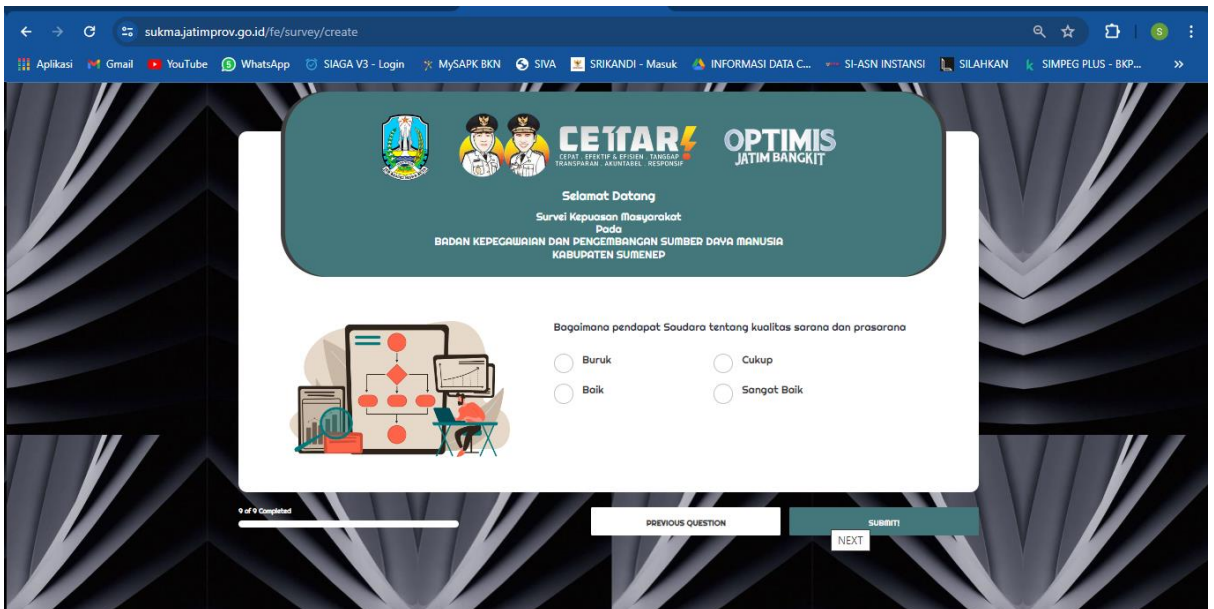 sukma.jatimprov.go.id/fe/survey/create
S
Aplikasi Gmail YouTube WhatsApp SIAGA V3 - Login MySAPK BKN SIVA SRIKANDI - Masuk INFORMASI DATA C... SI-ASN INSTANSI SILAHKAN SIMPEG PLUS - BKP... »
CETTAR
CEPAT . EFEKTIF & EFISIEN . TANGGAP
TRANSPARAN . AKUNTABEL . RESPONSIF
OPTIMIS
JATIM BANGKIT
Selamat Datang
Survei Kepuasan Masyarakat
Pada
BADAN KEPEGAWAIAN DAN PENGEMBANGAN SUMBER DAYA MANUSIA
KABUPATEN SUMENEP
Bagaimana pendapat Saudara tentang kualitas sarana dan prasarana
Buruk
Cukup
Baik
Sangat Baik
9 of 9 Completed
PREVIOUS QUESTION
SUBMIT!
NEXT